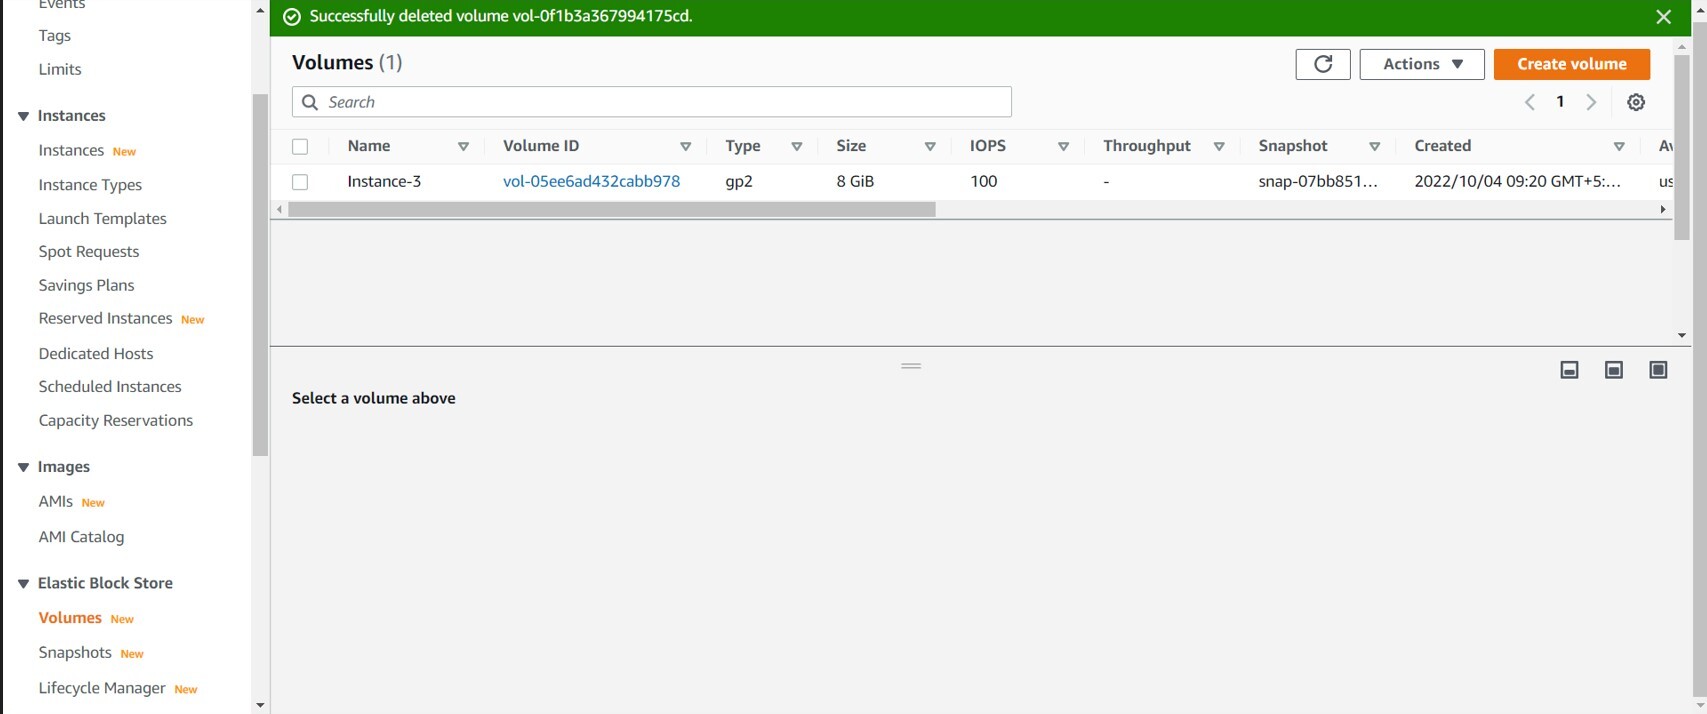 Events
Tags
Limits
Instances
Instances New
Instance Types
Launch Templates
Spot Requests
Savings Plans
Reserved Instances New
Dedicated Hosts
Scheduled Instances
Capacity Reservations
Images
AMIs New
AMI Catalog
Elastic Block Store
Volumes New
Snapshots New
Lifecycle Manager New
Successfully deleted volume vol-0f1b3a367994175cd.
Volumes (1)
Actions
Create volume
Search
1
Name Volume ID Type Size IOPS Throughput Snapshot Created
Instance-3 vol-05ee6ad432cabb978 gp2 8 GiB 100 - snap-07bb851... 2022/10/04 09:20 GMT+5:... us
Select a volume above